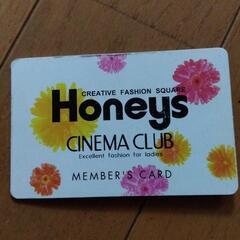 CREATIVE FASHION SQUARE
Honeys
CINEMA CLUB
Excellent fashion for ladies
MEMBER'S CARD